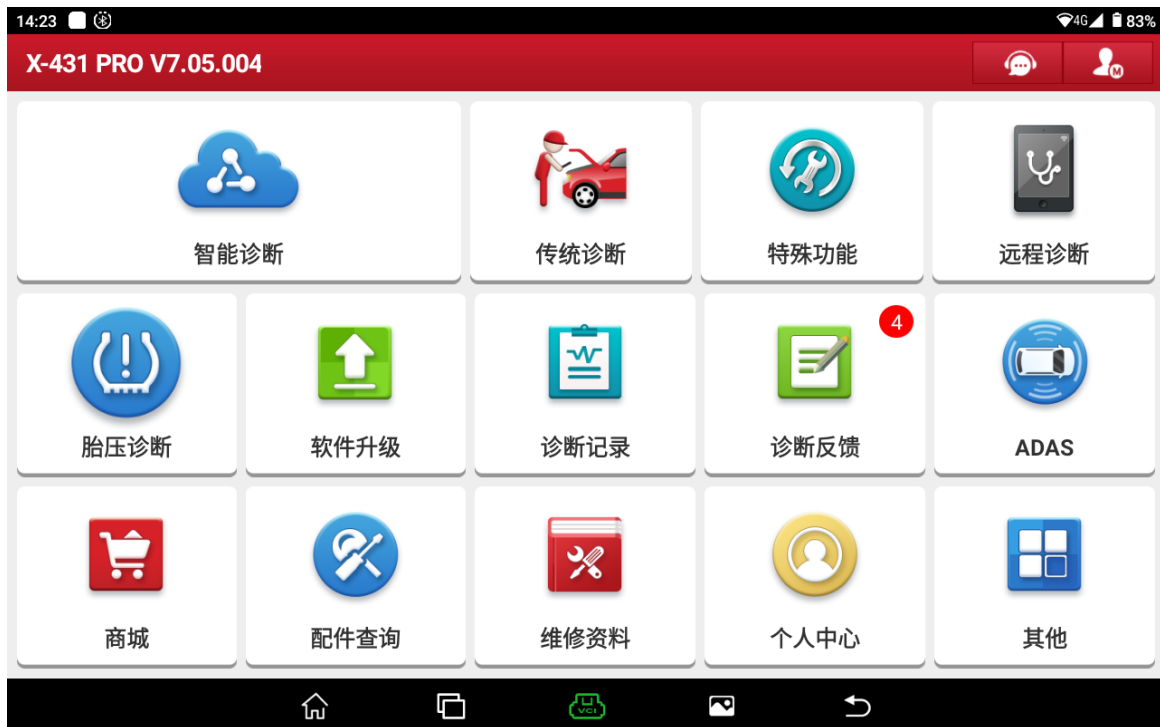 14:23 4G 83%
X-431 PRO V7.05.004
M
智能诊断 传统诊断 特殊功能 远程诊断
4
胎压诊断 软件升级 诊断记录 诊断反馈 ADAS
商城 配件查询 维修资料 个人中心 其他
VCI